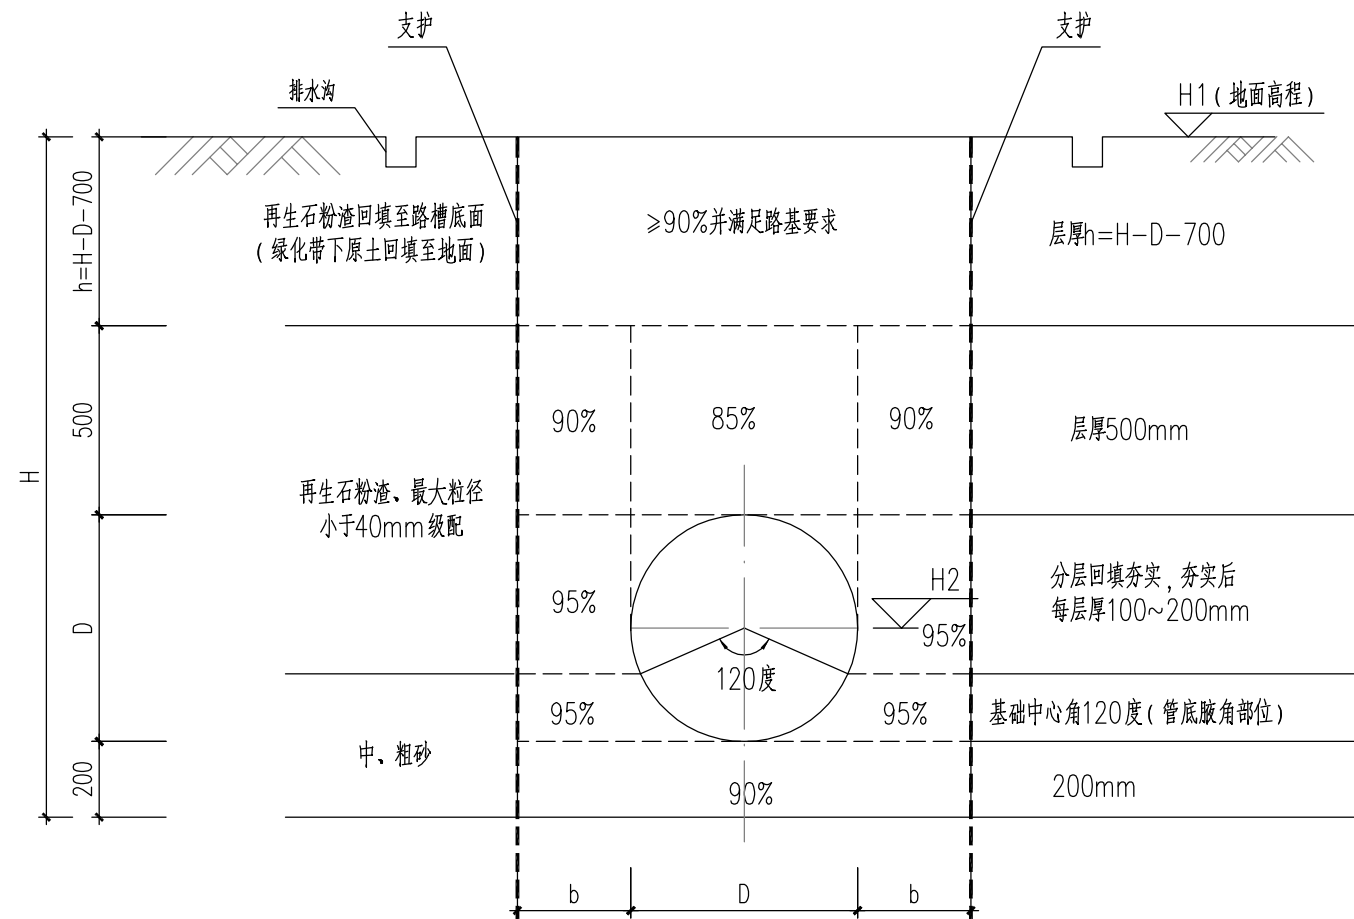 支护
支护
排水沟
H1（地面高程）
h=H-D-700
再生石粉渣回填至路槽底面
（绿化带下原土回填至地面）
≥90%并满足路基要求
层厚h=H-D-700
500
90%
85%
90%
层厚500mm
H
再生石粉渣、最大粒径
小于40mm级配
D
95%
H2
95%
分层回填夯实，夯实后
每层厚100~200mm
120度
95%
95%
基础中心角120度（管底腋角部位）
200
中、粗砂
90%
200mm
b
D
b